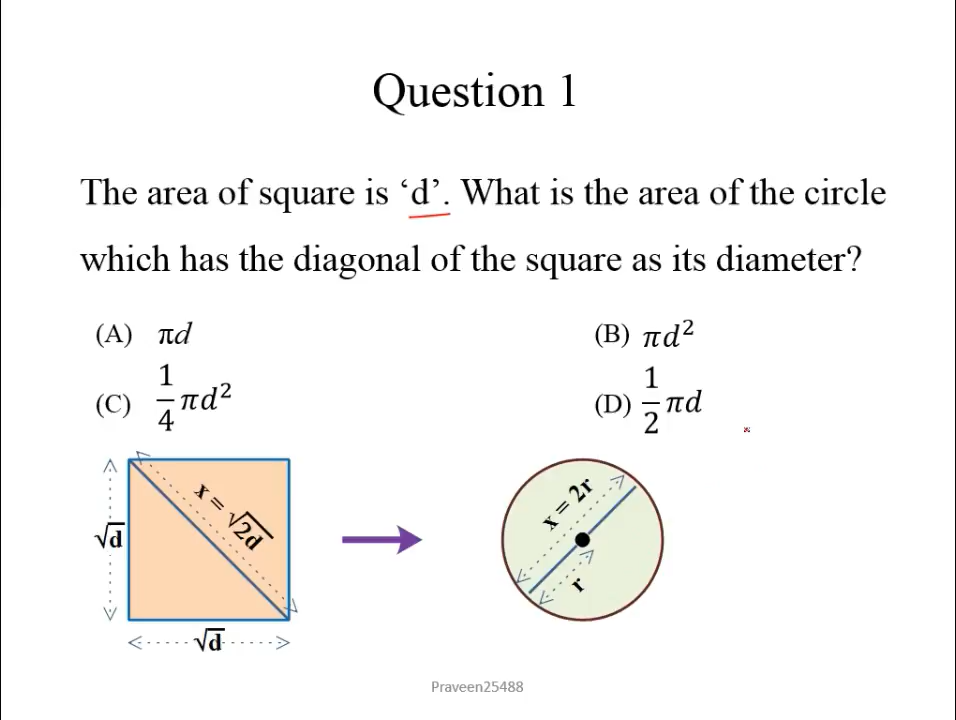 Question 1
The area of square is ‘d’. What is the area of the circle
which has the diagonal of the square as its diameter?
(A) πd
(B) πd²
(C) 1/4 πd²
(D) 1/2 πd
x = √2d
√d
√d
x = 2r
r
Praveen25488